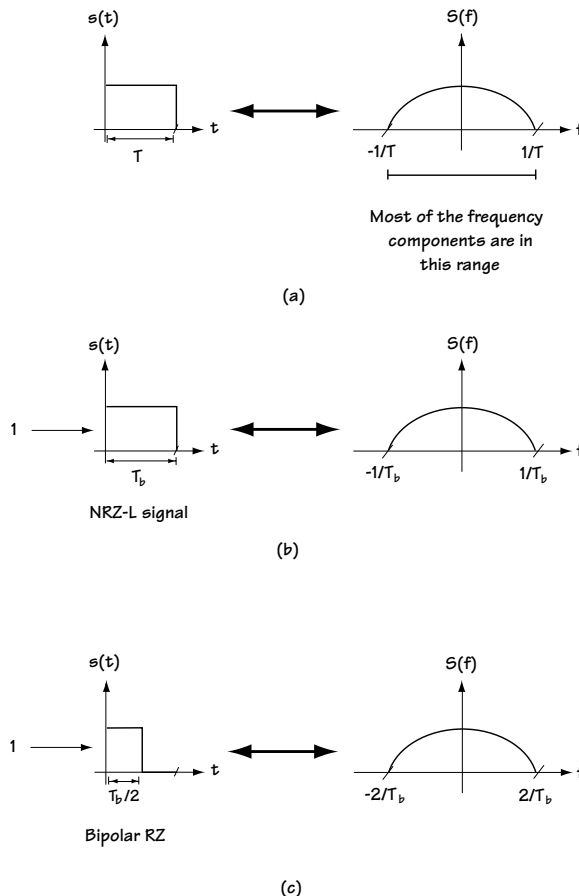 s(t)
S(f)
t
f
T
-1/T
1/T
Most of the frequency
components are in
this range
(a)
s(t)
S(f)
1
t
f
T_b
-1/T_b
1/T_b
NRZ-L signal
(b)
s(t)
S(f)
1
t
f
T_b/2
-2/T_b
2/T_b
Bipolar RZ
(c)